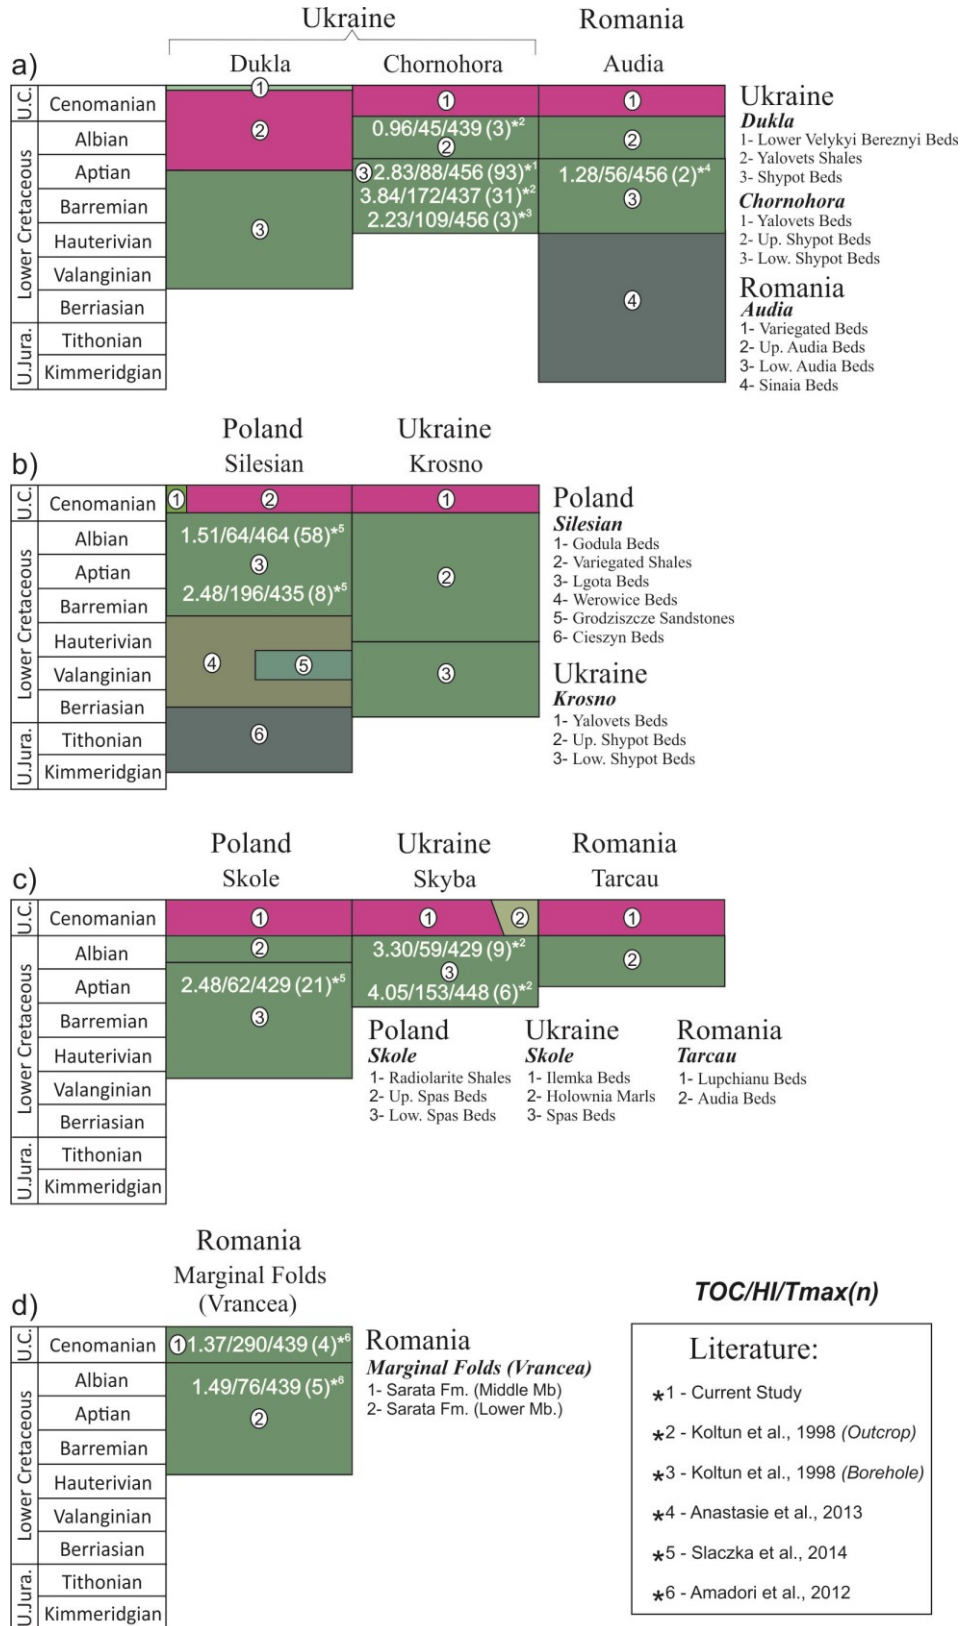 Ukraine
Romania
a)
Dukla
Chornohora
Audia
U.C.
Lower Cretaceous
U.Jura.
Cenomanian
Albian
Aptian
Barremian
Hauterivian
Valanginian
Berriasian
Tithonian
Kimmeridgian
1
2
3
1
0.96/45/439 (3)*2
2
3 2.83/88/456 (93)*1
3.84/172/437 (31)*2
2.23/109/456 (3)*3
1
2
1.28/56/456 (2)*4
3
4
Ukraine
Dukla
1- Lower Velykyi Bereznyi Beds
2- Yalovets Shales
3- Shypot Beds
Chornohora
1- Yalovets Beds
2- Up. Shypot Beds
3- Low. Shypot Beds
Romania
Audia
1- Variegated Beds
2- Up. Audia Beds
3- Low. Audia Beds
4- Sinaia Beds
Poland
Ukraine
b)
Silesian
Krosno
U.C.
Lower Cretaceous
U.Jura.
Cenomanian
Albian
Aptian
Barremian
Hauterivian
Valanginian
Berriasian
Tithonian
Kimmeridgian
1
2
1.51/64/464 (58)*5
3
2.48/196/435 (8)*5
4
5
6
1
2
3
Poland
Silesian
1- Godula Beds
2- Variegated Shales
3- Lgota Beds
4- Werowice Beds
5- Grodziszcze Sandstones
6- Cieszyn Beds
Ukraine
Krosno
1- Yalovets Beds
2- Up. Shypot Beds
3- Low. Shypot Beds
Poland
Ukraine
Romania
c)
Skole
Skyba
Tarcau
U.C.
Lower Cretaceous
U.Jura.
Cenomanian
Albian
Aptian
Barremian
Hauterivian
Valanginian
Berriasian
Tithonian
Kimmeridgian
1
2
2.48/62/429 (21)*5
3
1
2
3.30/59/429 (9)*2
3
4.05/153/448 (6)*2
1
2
Poland
Skole
1- Radiolarite Shales
2- Up. Spas Beds
3- Low. Spas Beds
Ukraine
Skole
1- Ilemka Beds
2- Holownia Marls
3- Spas Beds
Romania
Tarcau
1- Lupchianu Beds
2- Audia Beds
Romania
Marginal Folds
(Vrancea)
d)
U.C.
Lower Cretaceous
U.Jura.
Cenomanian
Albian
Aptian
Barremian
Hauterivian
Valanginian
Berriasian
Tithonian
Kimmeridgian
1 1.37/290/439 (4)*6
1.49/76/439 (5)*6
2
Romania
Marginal Folds (Vrancea)
1- Sarata Fm. (Middle Mb)
2- Sarata Fm. (Lower Mb.)
TOC/HI/Tmax(n)
Literature:
*1 - Current Study
*2 - Koltun et al., 1998 (Outcrop)
*3 - Koltun et al., 1998 (Borehole)
*4 - Anastasie et al., 2013
*5 - Slaczka et al., 2014
*6 - Amadori et al., 2012